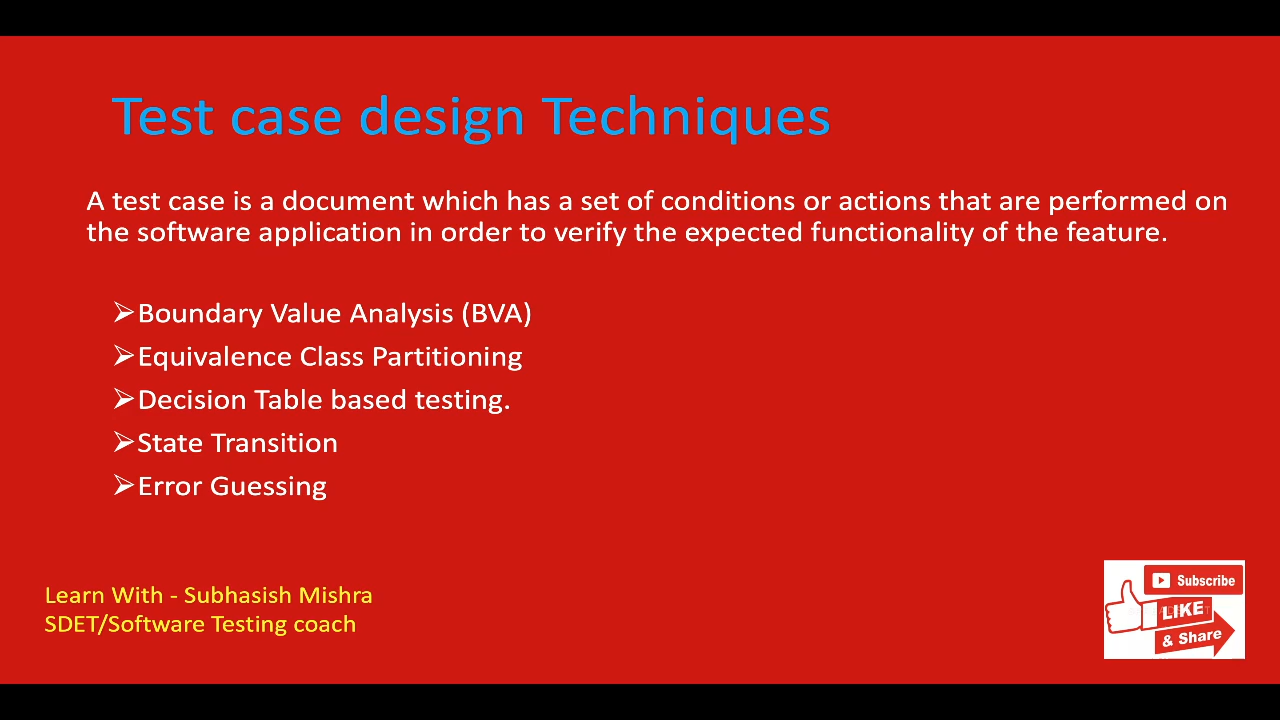 Test case design Techniques
A test case is a document which has a set of conditions or actions that are performed on
the software application in order to verify the expected functionality of the feature.
➢Boundary Value Analysis (BVA)
➢Equivalence Class Partitioning
➢Decision Table based testing.
➢State Transition
➢Error Guessing
Learn With - Subhasish Mishra
SDET/Software Testing coach
Subscribe
LIKE
& Share